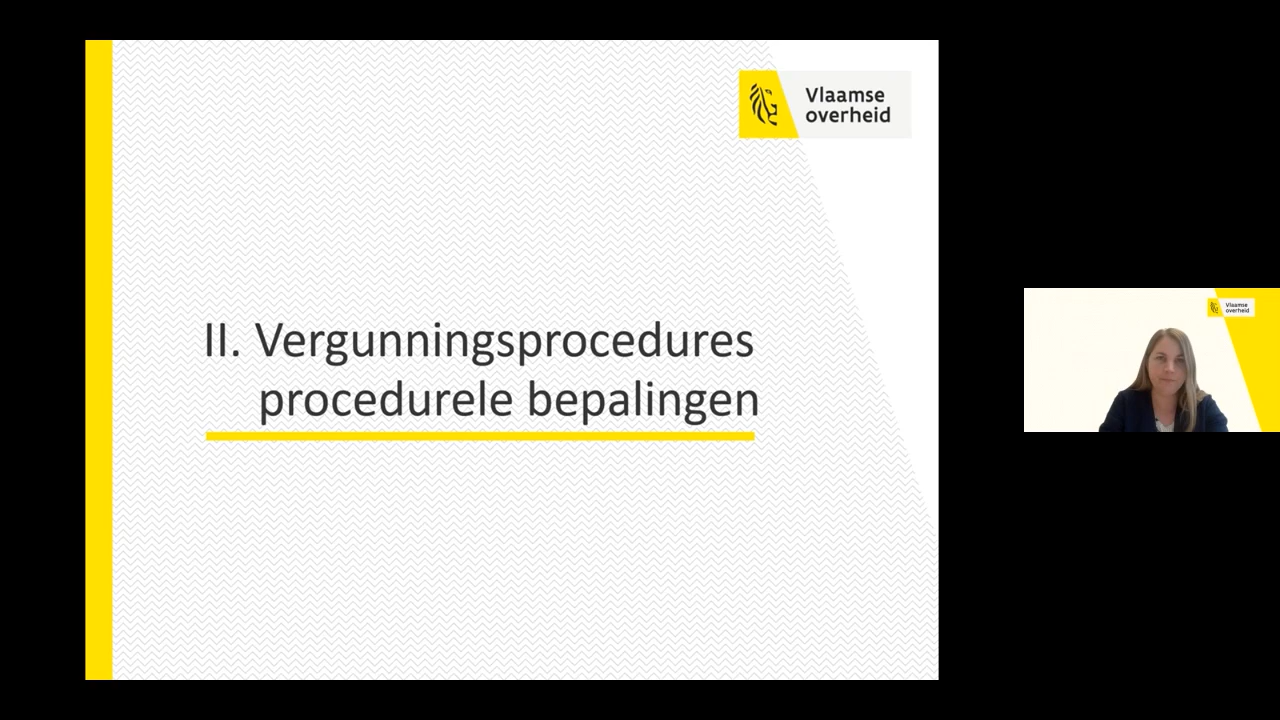 Vlaamse
overheid
II. Vergunningsprocedures
procedurele bepalingen
Vlaamse
overheid